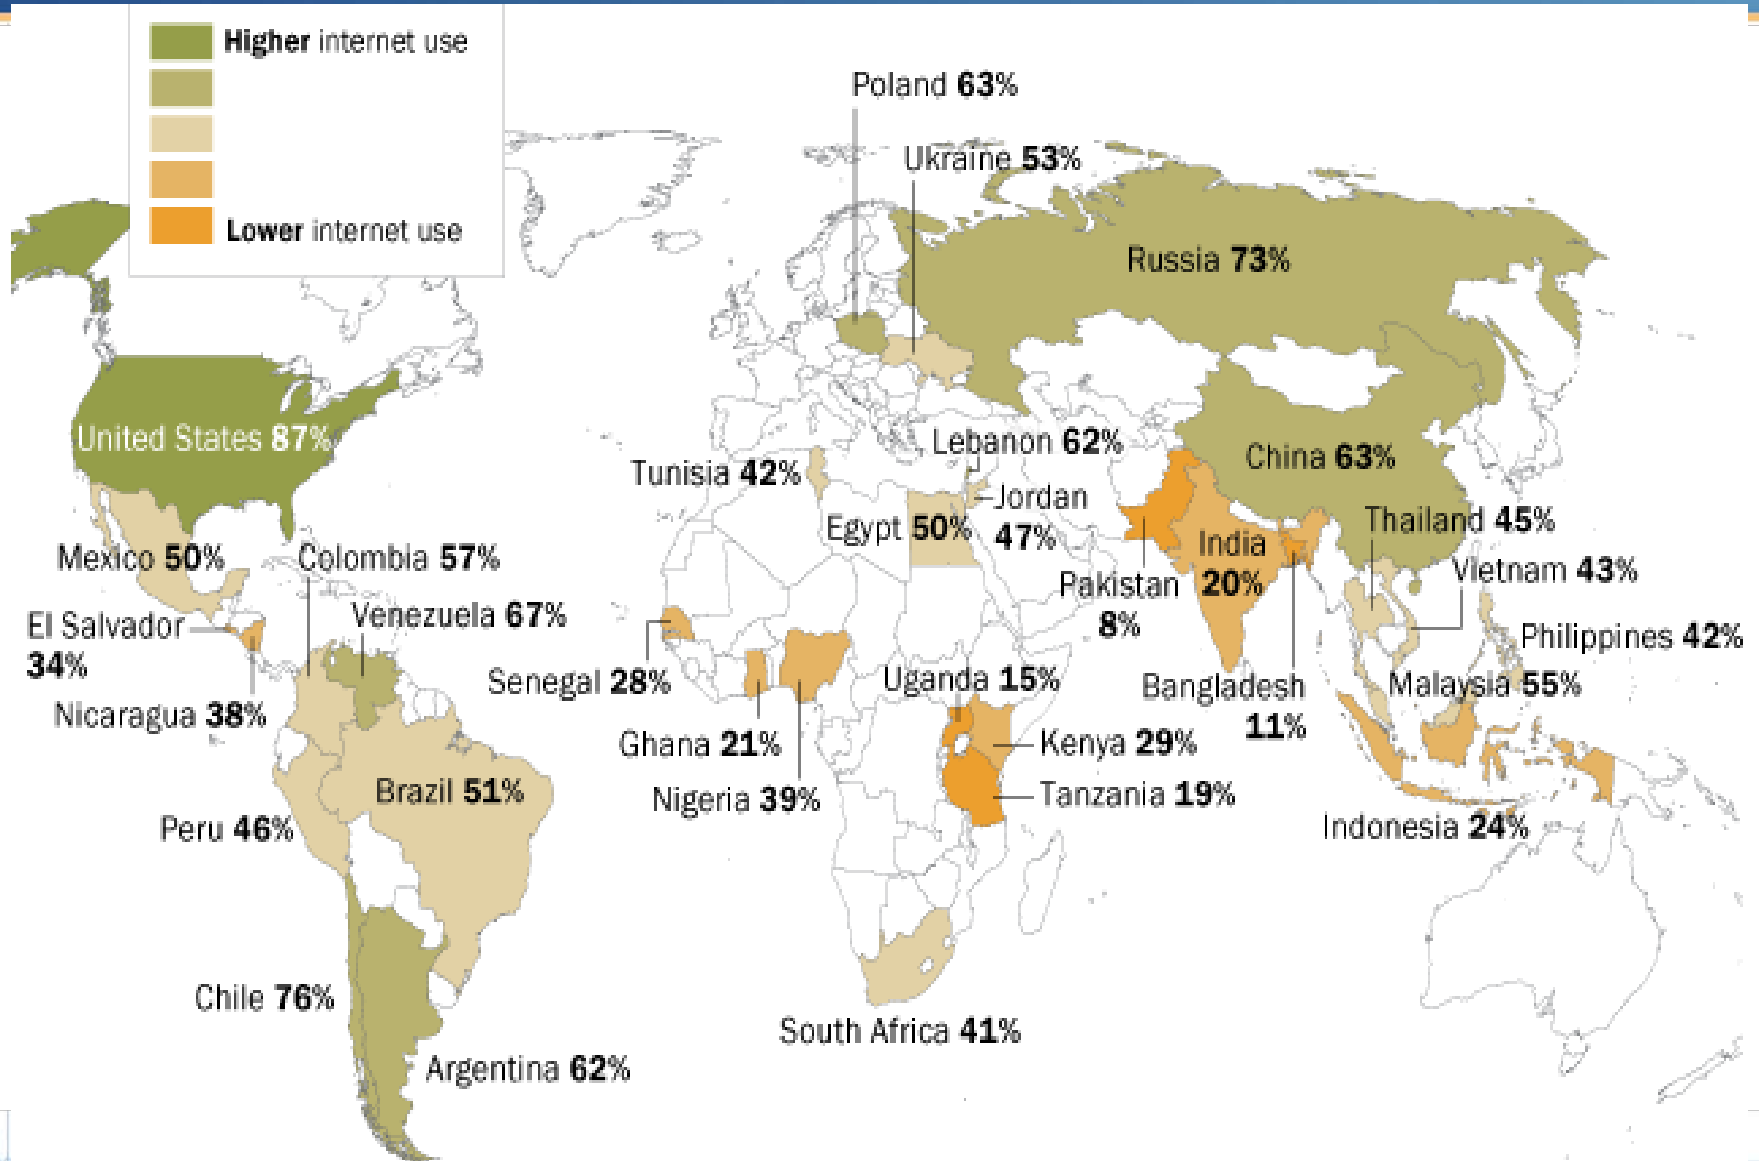 Higher internet use
Lower internet use
Poland 63%
Ukraine 53%
Russia 73%
United States 87%
Lebanon 62%
China 63%
Tunisia 42%
Jordan
47%
Egypt 50%
Thailand 45%
India
20%
Mexico 50%
Colombia 57%
Vietnam 43%
Pakistan
8%
Venezuela 67%
El Salvador
34%
Philippines 42%
Senegal 28%
Uganda 15%
Bangladesh
11%
Malaysia 55%
Nicaragua 38%
Ghana 21%
Kenya 29%
Nigeria 39%
Tanzania 19%
Brazil 51%
Peru 46%
Indonesia 24%
Chile 76%
South Africa 41%
Argentina 62%